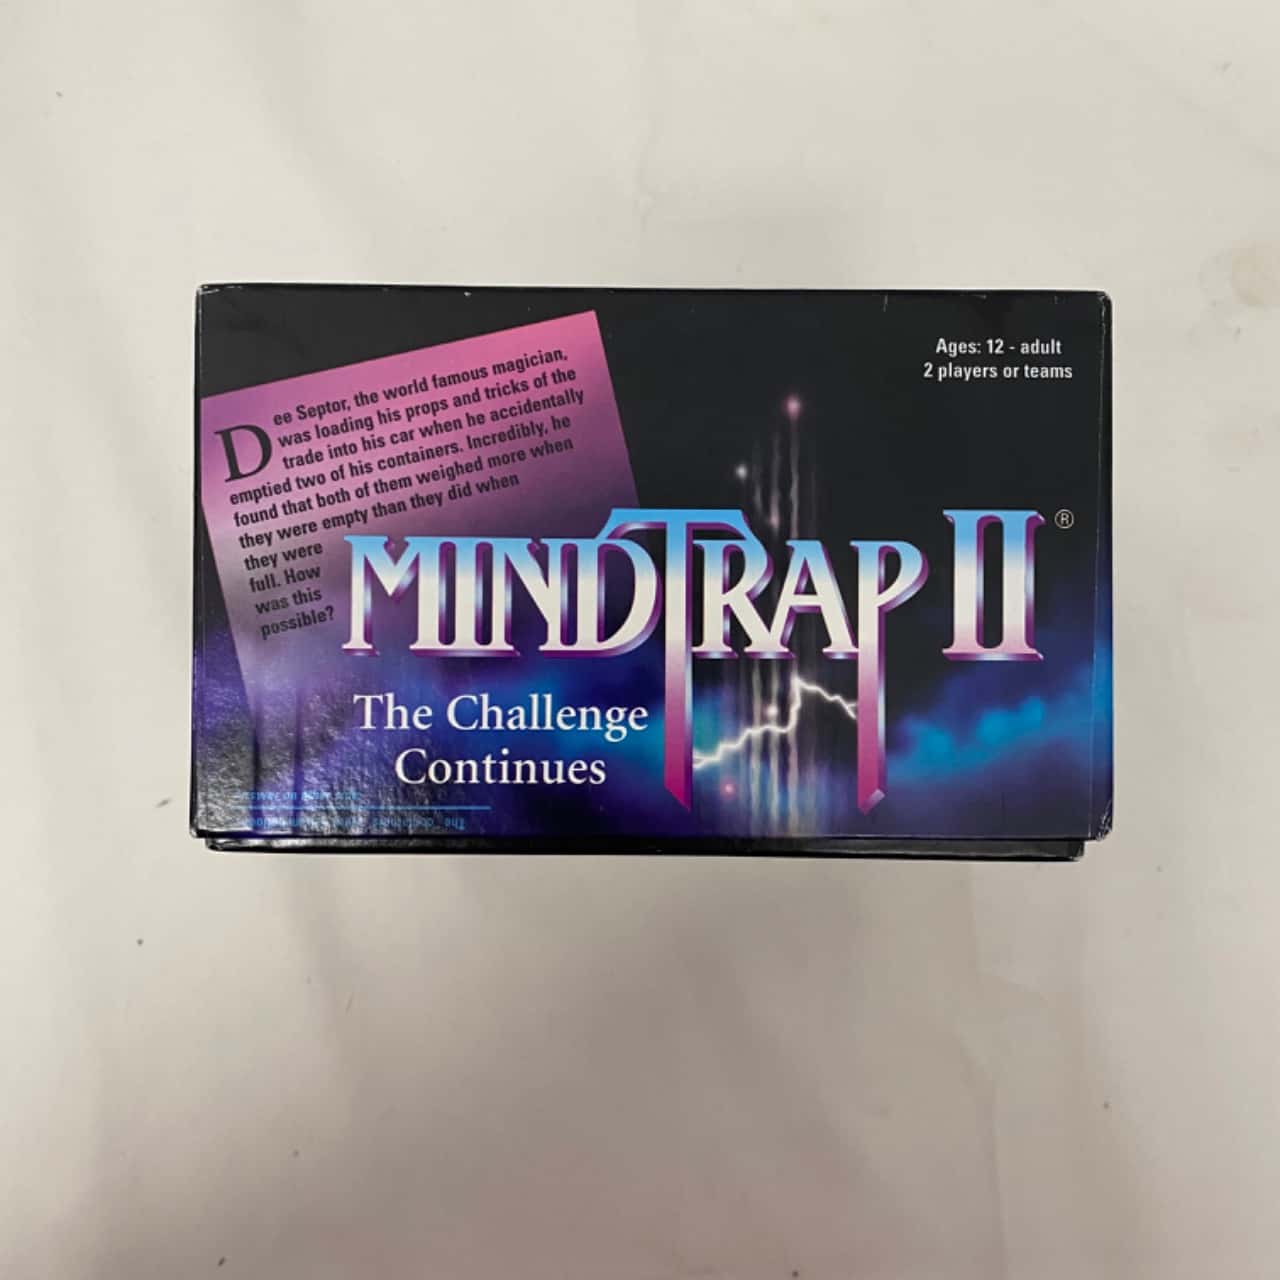 Dee Septor, the world famous magician,
was loading his props and tricks of the
trade into his car when he accidentally
emptied two of his containers. Incredibly, he
found that both of them weighed more when
they were empty than they did when
they were
full. How
was this
possible?
Ages: 12 - adult
2 players or teams
MINDTRAP II®
The Challenge
Continues
The containers